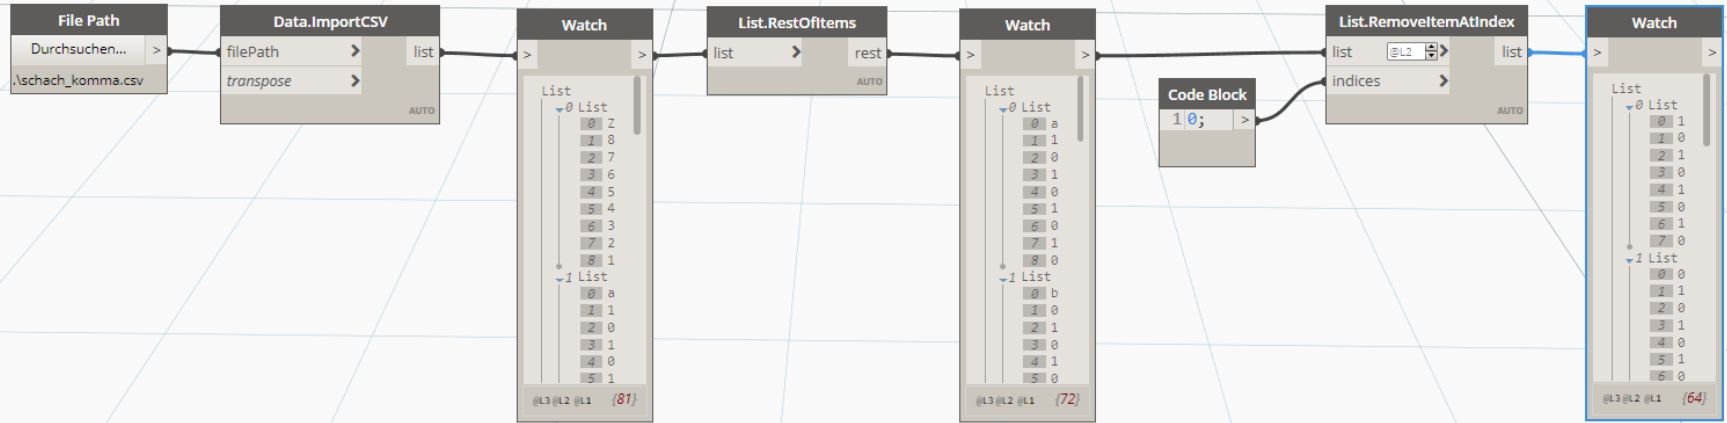 File Path
Durchsuchen... >
.\schach_komma.csv
Data.ImportCSV
filePath > list
transpose >
AUTO
Watch
> >
List
0 List
0 Z
1 8
2 7
3 6
4 5
5 4
6 3
7 2
8 1
1 List
0 a
1 1
2 0
3 1
4 0
5 1
@L3 @L2 @L1 {81}
List.RestOfItems
list > rest
AUTO
Watch
> >
List
0 List
0 a
1 1
2 0
3 1
4 0
5 1
6 0
7 1
8 0
1 List
0 b
1 0
2 1
3 0
4 1
5 0
@L3 @L2 @L1 {72}
Code Block
1 0; >
List.RemoveItemAtIndex
list @L2 > list
indices >
AUTO
Watch
> >
List
0 List
0 1
1 0
2 1
3 0
4 1
5 0
6 1
7 0
1 List
0 0
1 1
2 0
3 1
4 0
5 1
6 0
@L3 @L2 @L1 {64}